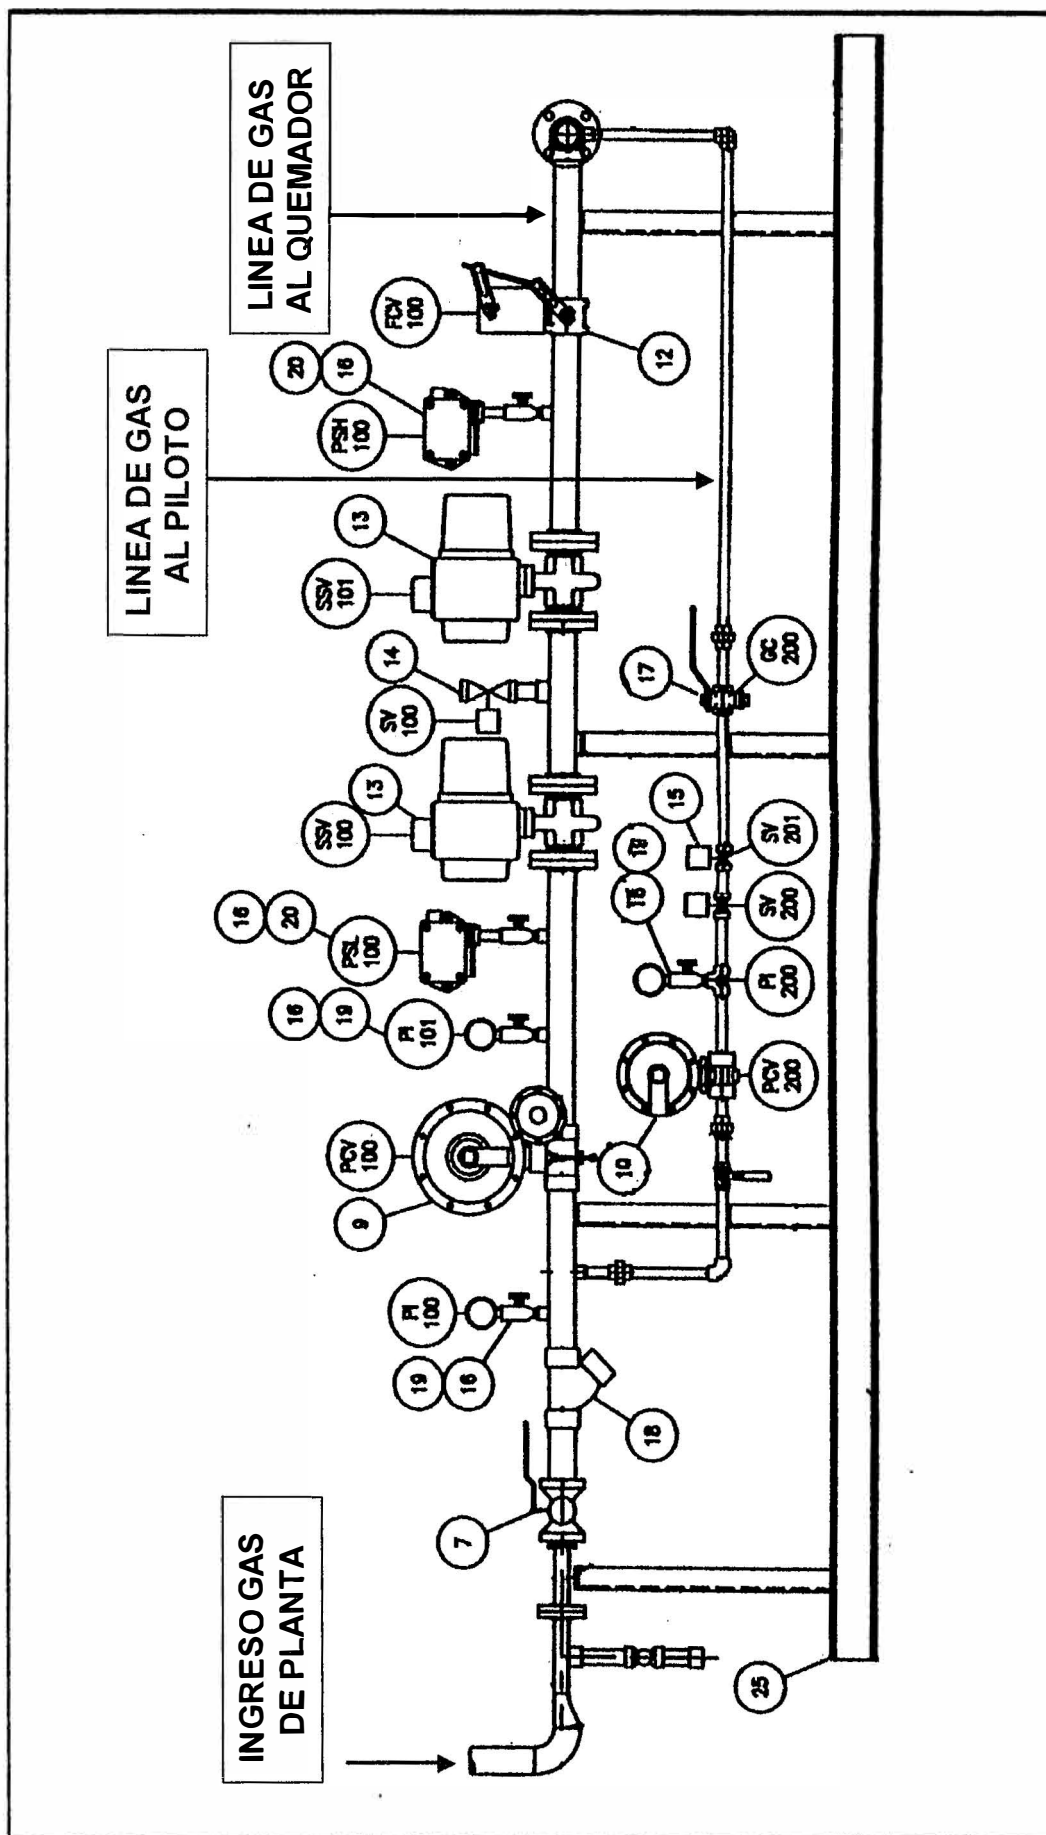 INGRESO GAS
DE PLANTA
LINEA DE GAS
AL PILOTO
LINEA DE GAS
AL QUEMADOR
7
18
19
16
PI
100
9
PCV
100
16
19
PI
101
16
20
PSL
100
SSV
100
13
SV
100
14
SSV
101
13
PSH
100
20
16
FCV
100
12
25
10
PCV
200
PI
200
SV
200
15
SV
201
17
GC
200